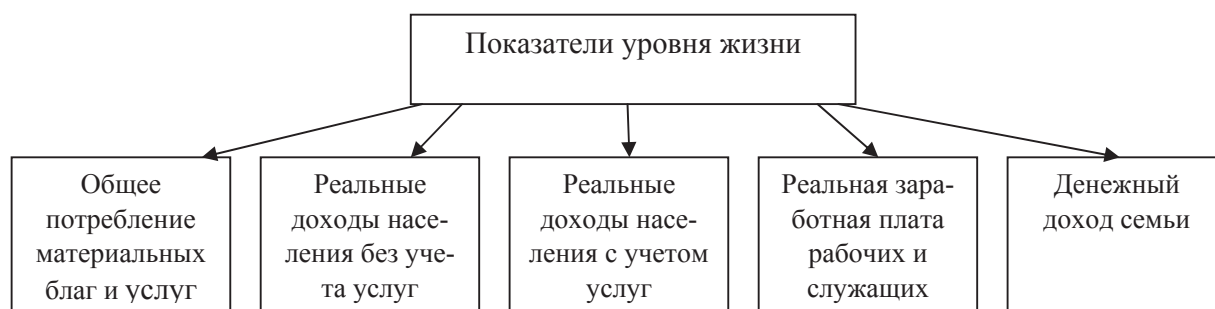 Показатели уровня жизни
Общее
потребление
материальных
благ и услуг
Реальные
доходы насе-
ления без уче-
та услуг
Реальные
доходы насе-
ления с учетом
услуг
Реальная зара-
ботная плата
рабочих и
служащих
Денежный
доход семьи